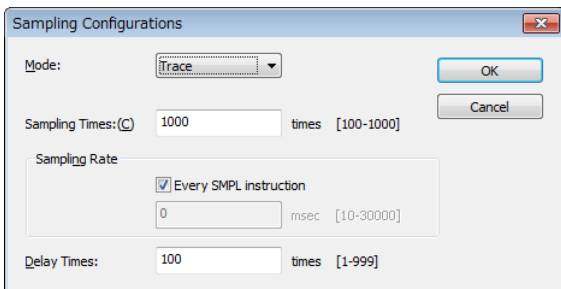 Sampling Configurations
Mode: Trace OK
Cancel
Sampling Times:(C) 1000 times [100-1000]
Sampling Rate
Every SMPL instruction
0 msec [10-30000]
Delay Times: 100 times [1-999]